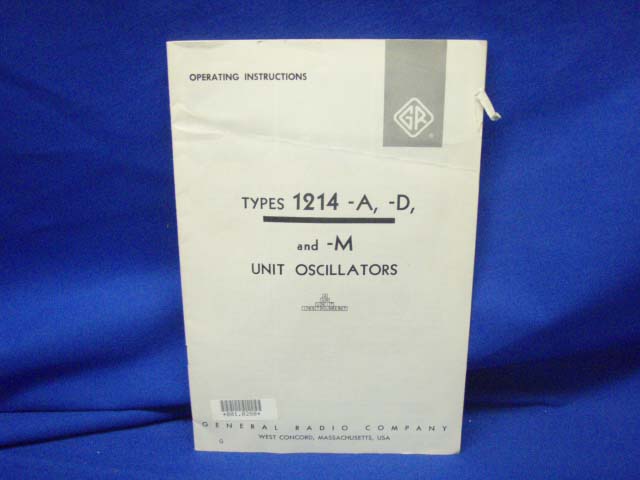 OPERATING INSTRUCTIONS
GR
®
TYPES 1214 -A, -D,
and -M
UNIT OSCILLATORS
GENERAL RADIO COMPANY
WEST CONCORD, MASSACHUSETTS, USA